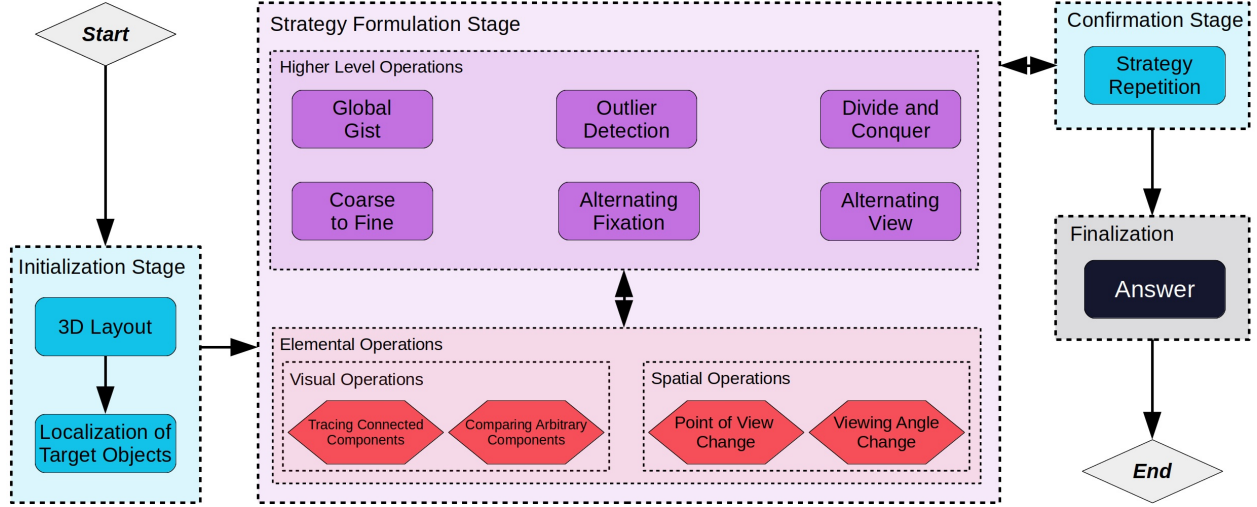 Start
Initialization Stage
3D Layout
Localization of
Target Objects
Strategy Formulation Stage
Higher Level Operations
Global
Gist
Outlier
Detection
Divide and
Conquer
Coarse
to Fine
Alternating
Fixation
Alternating
View
Elemental Operations
Visual Operations
Tracing Connected
Components
Comparing Arbitrary
Components
Spatial Operations
Point of View
Change
Viewing Angle
Change
Confirmation Stage
Strategy
Repetition
Finalization
Answer
End